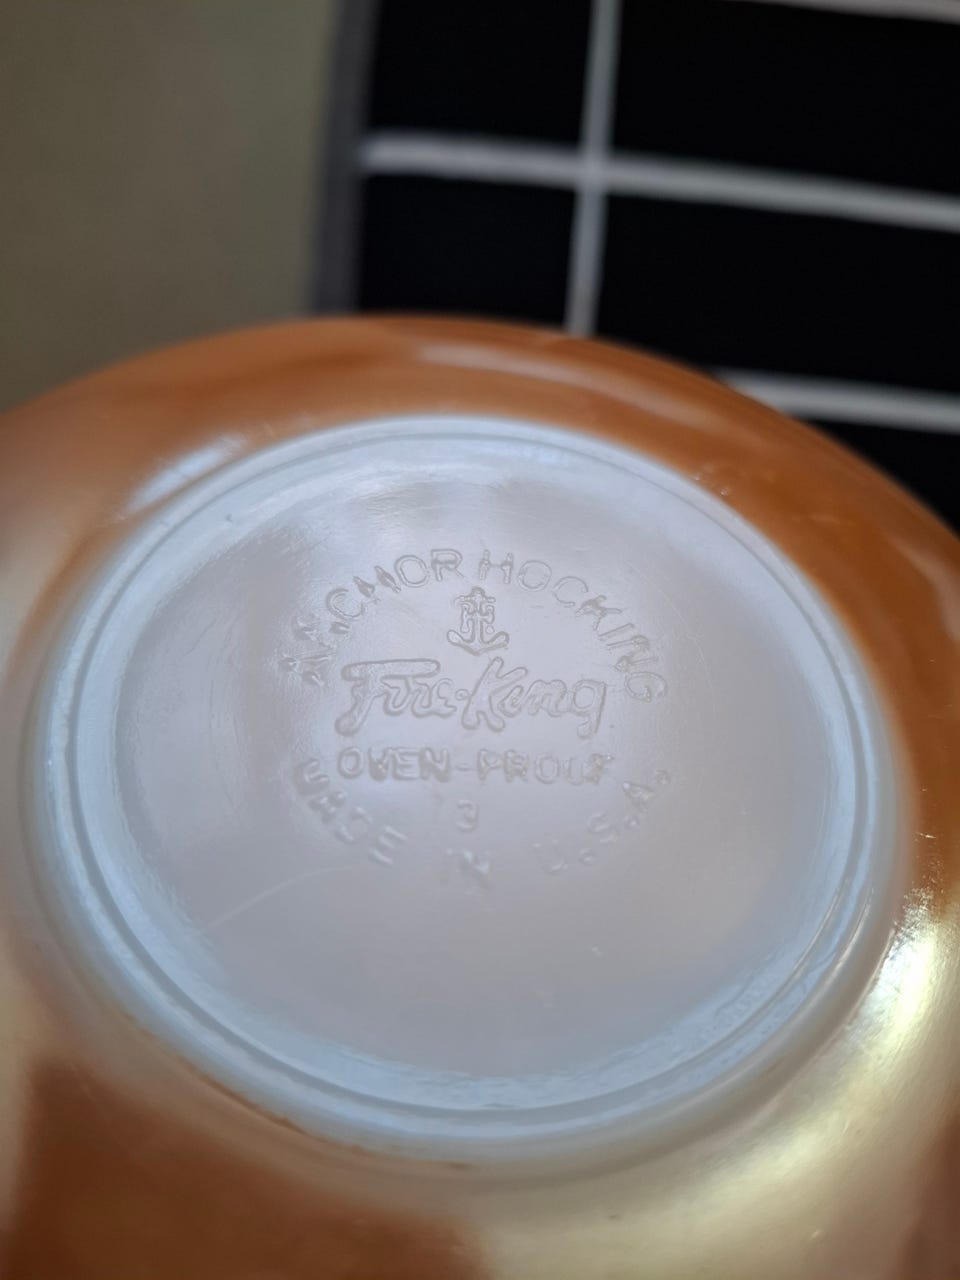 ANCHOR HOCKING
Fire-King
OVEN-PROOF
3
MADE IN U.S.A.